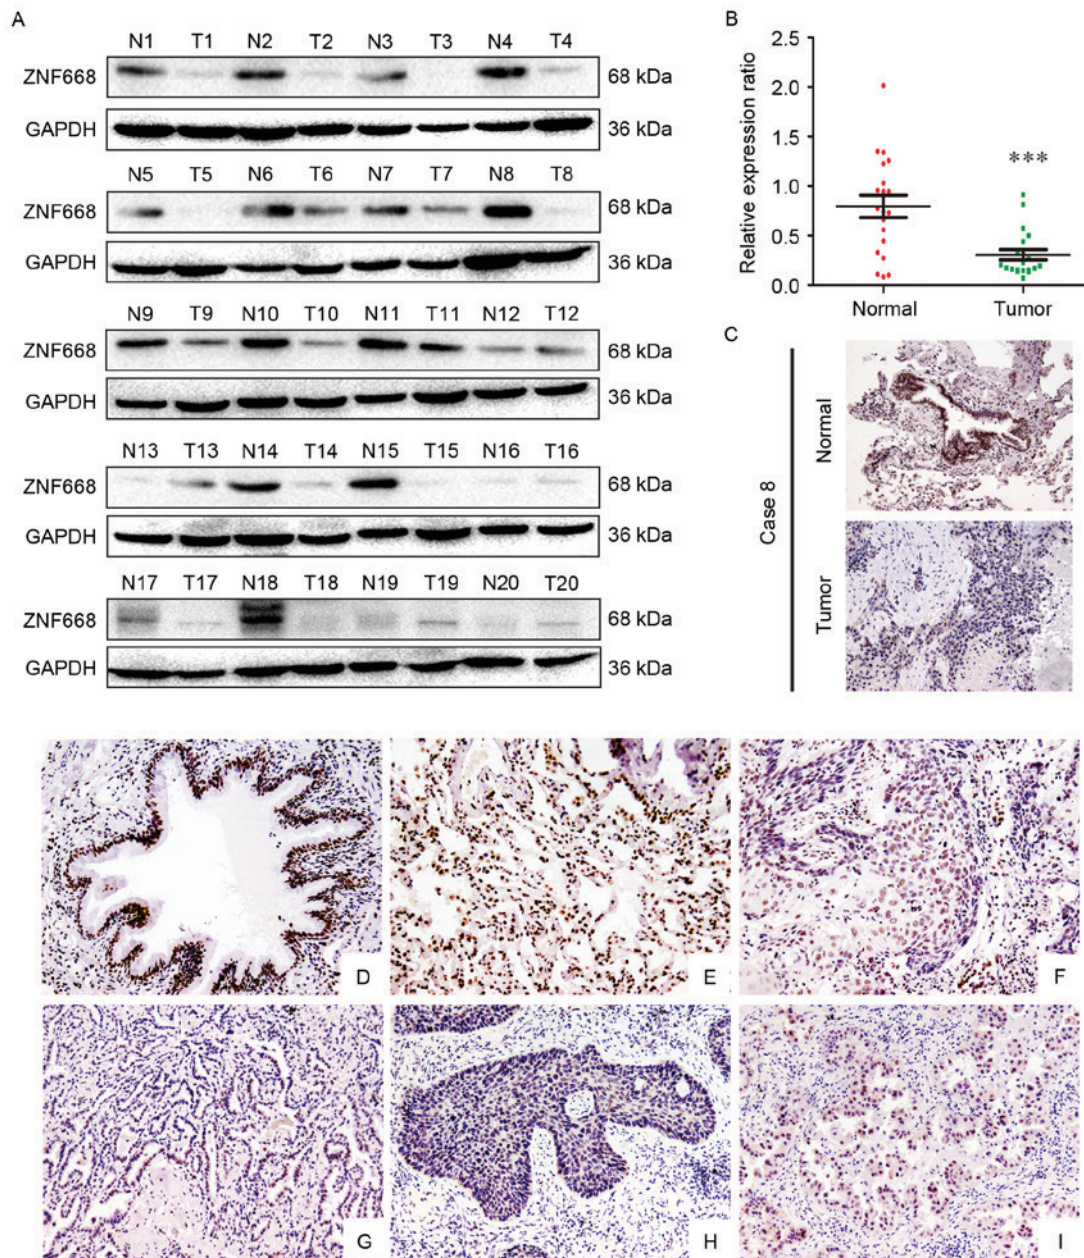 A
N1 T1 N2 T2 N3 T3 N4 T4
ZNF668 68 kDa
GAPDH 36 kDa
N5 T5 N6 T6 N7 T7 N8 T8
ZNF668 68 kDa
GAPDH 36 kDa
N9 T9 N10 T10 N11 T11 N12 T12
ZNF668 68 kDa
GAPDH 36 kDa
N13 T13 N14 T14 N15 T15 N16 T16
ZNF668 68 kDa
GAPDH 36 kDa
N17 T17 N18 T18 N19 T19 N20 T20
ZNF668 68 kDa
GAPDH 36 kDa
B
Relative expression ratio
2.5
2.0
1.5
1.0
0.5
0.0
***
Normal Tumor
C
Case 8
Normal
Tumor
D E F
G H I